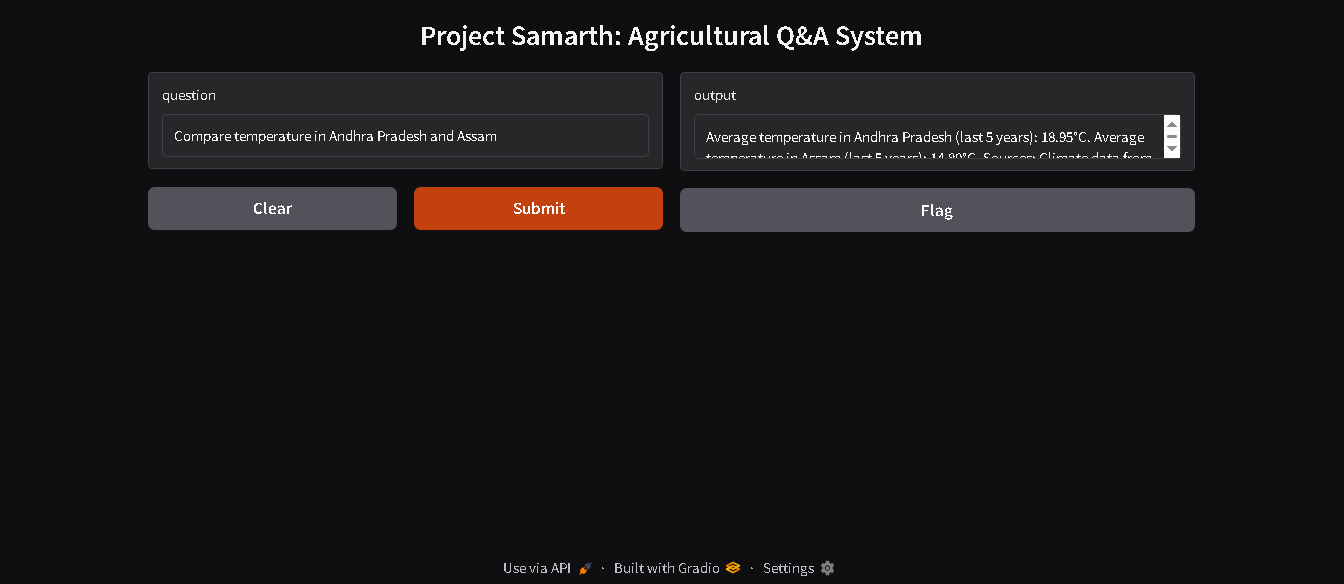 Project Samarth: Agricultural Q&A System
question
Compare temperature in Andhra Pradesh and Assam
output
Average temperature in Andhra Pradesh (last 5 years): 18.95°C. Average
temperature in Assam (last 5 years): 14.90°C. Sources: Climate data from
Clear
Submit
Flag
Use via API · Built with Gradio · Settings